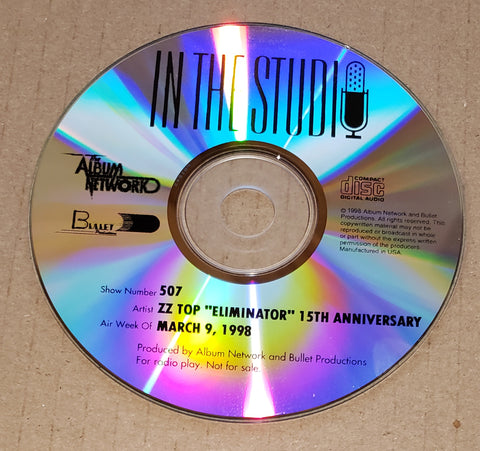 IN THE STUDIO
THE
ALBUM
NETWORK
BULLET
COMPACT
disc
DIGITAL AUDIO
© 1998 Album Network and Bullet
Productions. All rights reserved. This
copywritten material may not be
reproduced or broadcast in whole
or part without the express written
permission of the producers.
Manufactured in USA.
Show Number 507
Artist ZZ TOP "ELIMINATOR" 15TH ANNIVERSARY
Air Week Of MARCH 9, 1998
Produced by Album Network and Bullet Productions
For radio play. Not for sale.